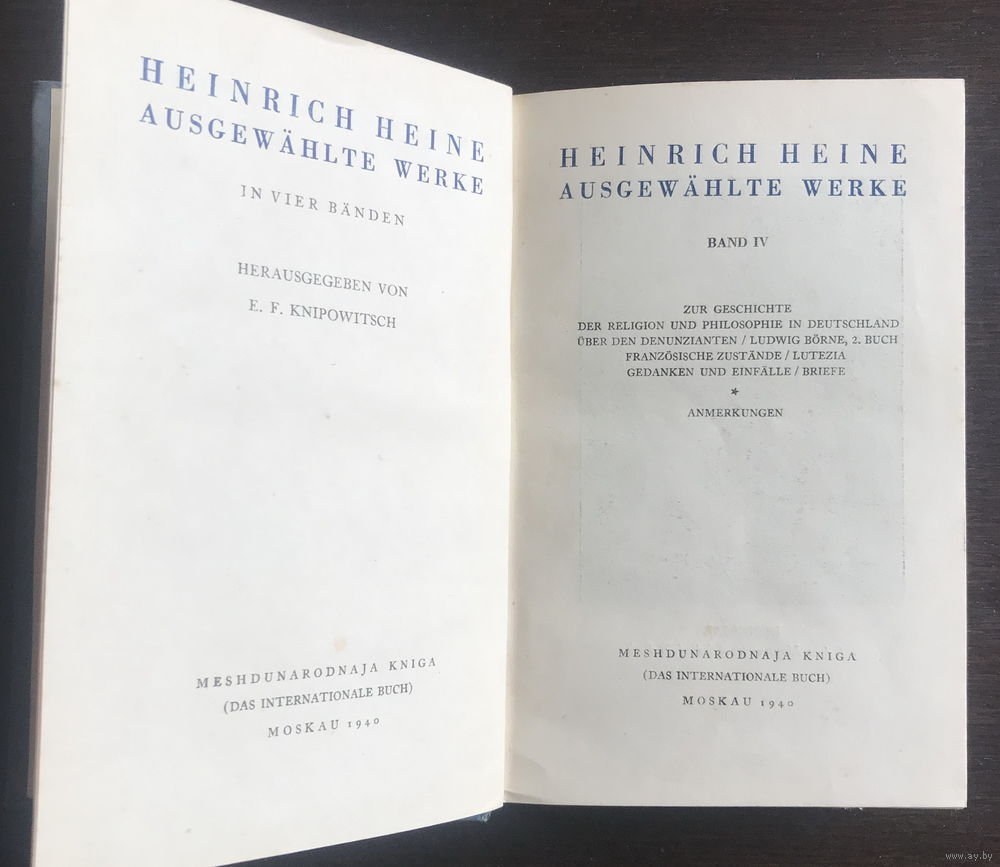 HEINRICH HEINE
AUSGEWÄHLTE WERKE
IN VIER BÄNDEN
HERAUSGEGEBEN VON
E. F. KNIPOWITSCH
MESHDUNARODNAJA KNIGA
(DAS INTERNATIONALE BUCH)
MOSKAU 1940
HEINRICH HEINE
AUSGEWÄHLTE WERKE
BAND IV
ZUR GESCHICHTE
DER RELIGION UND PHILOSOPHIE IN DEUTSCHLAND
ÜBER DEN DENUNZIANTEN / LUDWIG BÖRNE, 2. BUCH
FRANZÖSISCHE ZUSTÄNDE / LUTEZIA
GEDANKEN UND EINFÄLLE / BRIEFE
*
ANMERKUNGEN
MESHDUNARODNAJA KNIGA
(DAS INTERNATIONALE BUCH)
MOSKAU 1940
www.ay.by